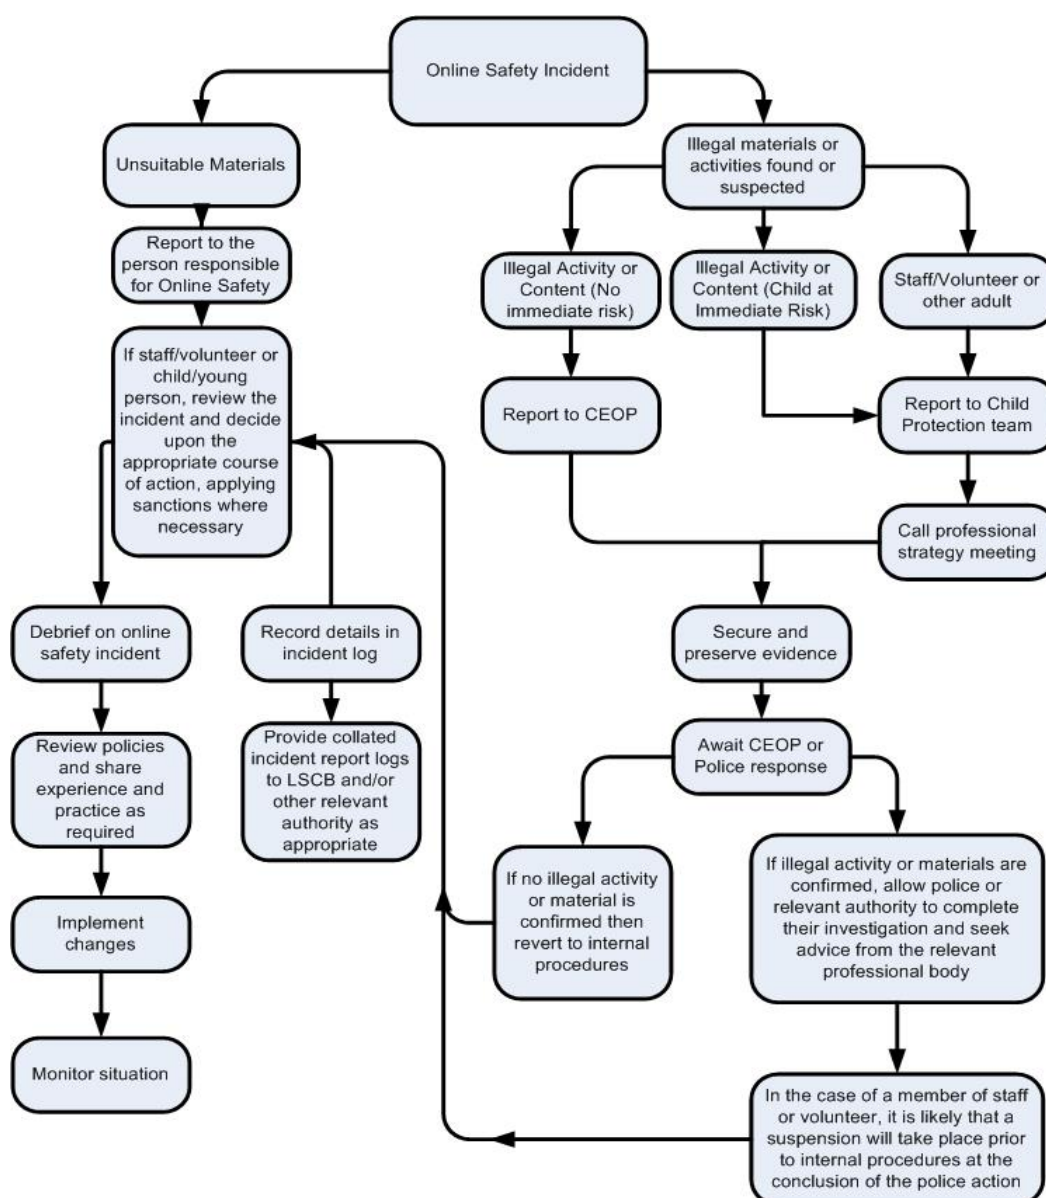 Online Safety Incident
Unsuitable Materials
Report to the
person responsible
for Online Safety
If staff/volunteer or
child/young
person, review the
incident and decide
upon the
appropriate course
of action, applying
sanctions where
necessary
Debrief on online
safety incident
Review policies
and share
experience and
practice as
required
Implement
changes
Monitor situation
Record details in
incident log
Provide collated
incident report logs
to LSCB and/or
other relevant
authority as
appropriate
Illegal materials or
activities found or
suspected
Illegal Activity or
Content (No
immediate risk)
Illegal Activity or
Content (Child at
Immediate Risk)
Staff/Volunteer or
other adult
Report to CEOP
Report to Child
Protection team
Call professional
strategy meeting
Secure and
preserve evidence
Await CEOP or
Police response
If no illegal activity
or material is
confirmed then
revert to internal
procedures
If illegal activity or materials are
confirmed, allow police or
relevant authority to complete
their investigation and seek
advice from the relevant
professional body
In the case of a member of staff
or volunteer, it is likely that a
suspension will take place prior
to internal procedures at the
conclusion of the police action